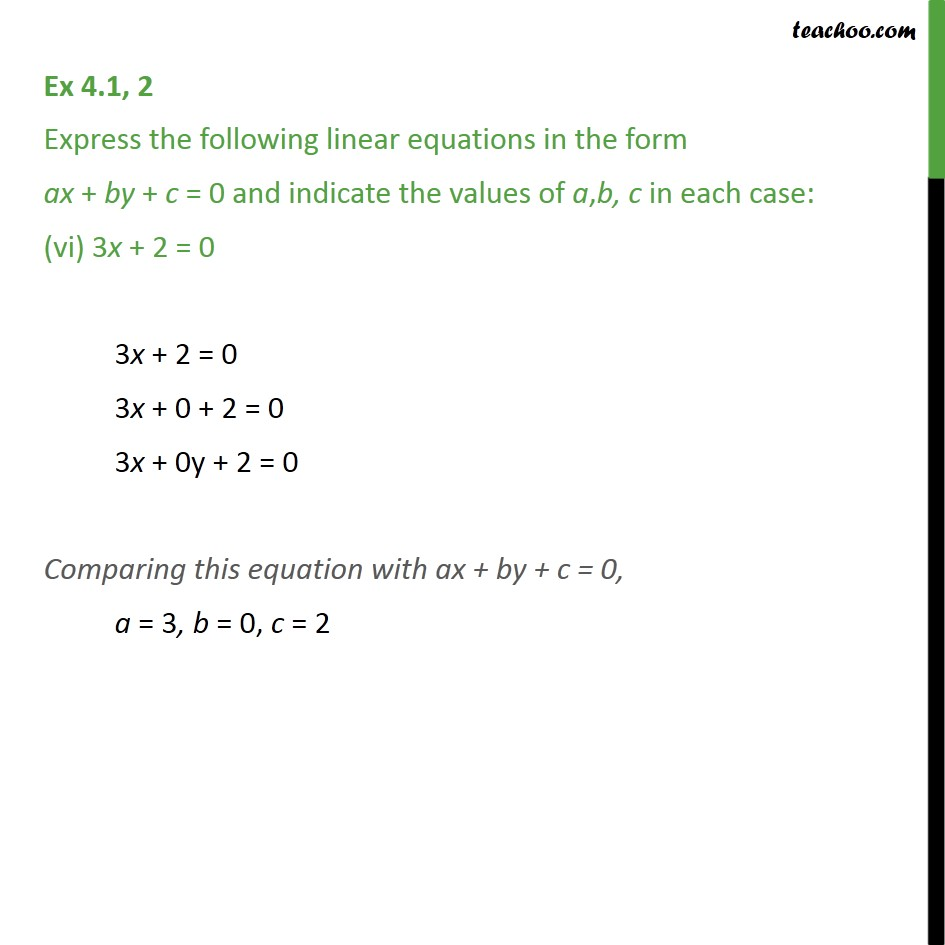 teachoo.com
Ex 4.1, 2
Express the following linear equations in the form
ax + by + c = 0 and indicate the values of a,b, c in each case:
(vi) 3x + 2 = 0
3x + 2 = 0
3x + 0 + 2 = 0
3x + 0y + 2 = 0
Comparing this equation with ax + by + c = 0,
a = 3, b = 0, c = 2